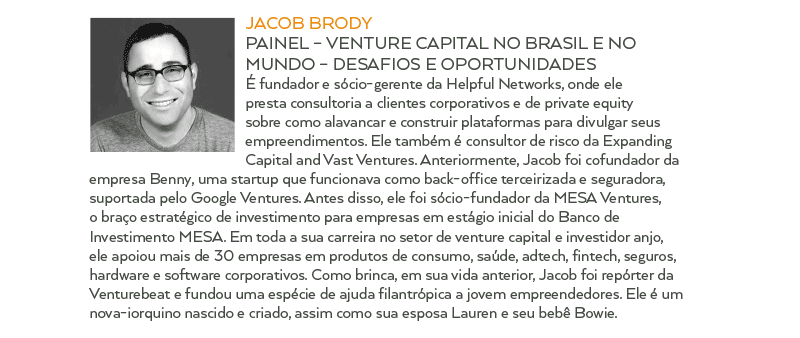 JACOB BRODY
PAINEL – VENTURE CAPITAL NO BRASIL E NO
MUNDO – DESAFIOS E OPORTUNIDADES
É fundador e sócio-gerente da Helpful Networks, onde ele
presta consultoria a clientes corporativos e de private equity
sobre como alavancar e construir plataformas para divulgar seus
empreendimentos. Ele também é consultor de risco da Expanding
Capital and Vast Ventures. Anteriormente, Jacob foi cofundador da
empresa Benny, uma startup que funcionava como back-office terceirizada e seguradora,
suportada pelo Google Ventures. Antes disso, ele foi sócio-fundador da MESA Ventures,
o braço estratégico de investimento para empresas em estágio inicial do Banco de
Investimento MESA. Em toda a sua carreira no setor de venture capital e investidor anjo,
ele apoiou mais de 30 empresas em produtos de consumo, saúde, adtech, fintech, seguros,
hardware e software corporativos. Como brinca, em sua vida anterior, Jacob foi repórter da
Venturebeat e fundou uma espécie de ajuda filantrópica a jovem empreendedores. Ele é um
nova-iorquino nascido e criado, assim como sua esposa Lauren e seu bebê Bowie.